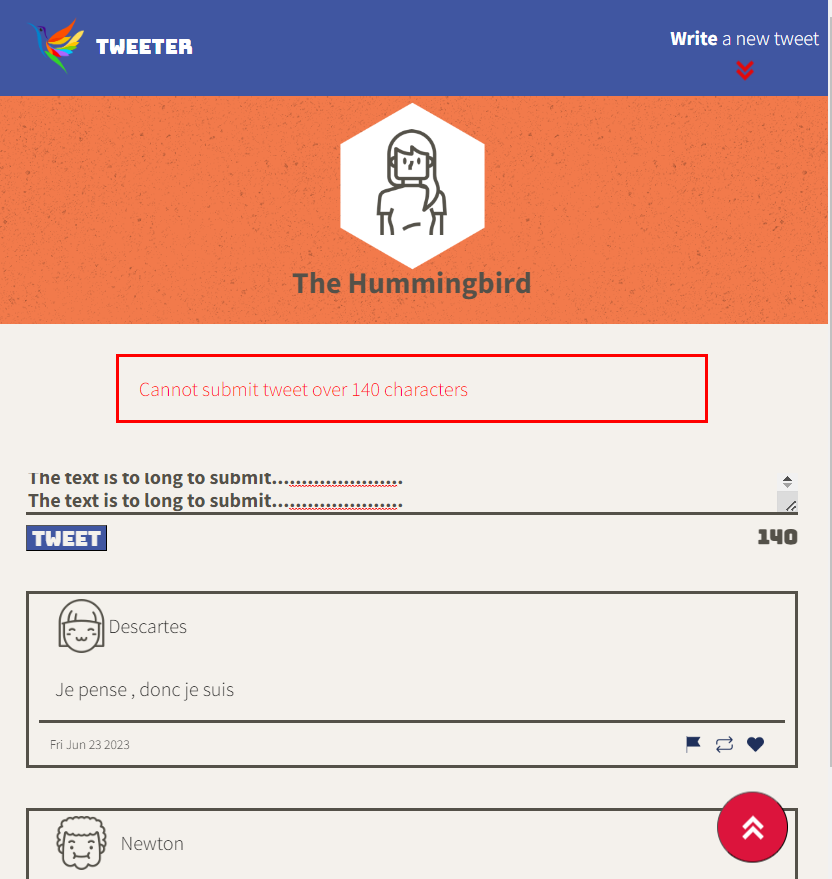 TWEETER
Write a new tweet
The Hummingbird
Cannot submit tweet over 140 characters
The text is to long to submit......................
The text is to long to submit......................
TWEET
140
Descartes
Je pense , donc je suis
Fri Jun 23 2023
Newton